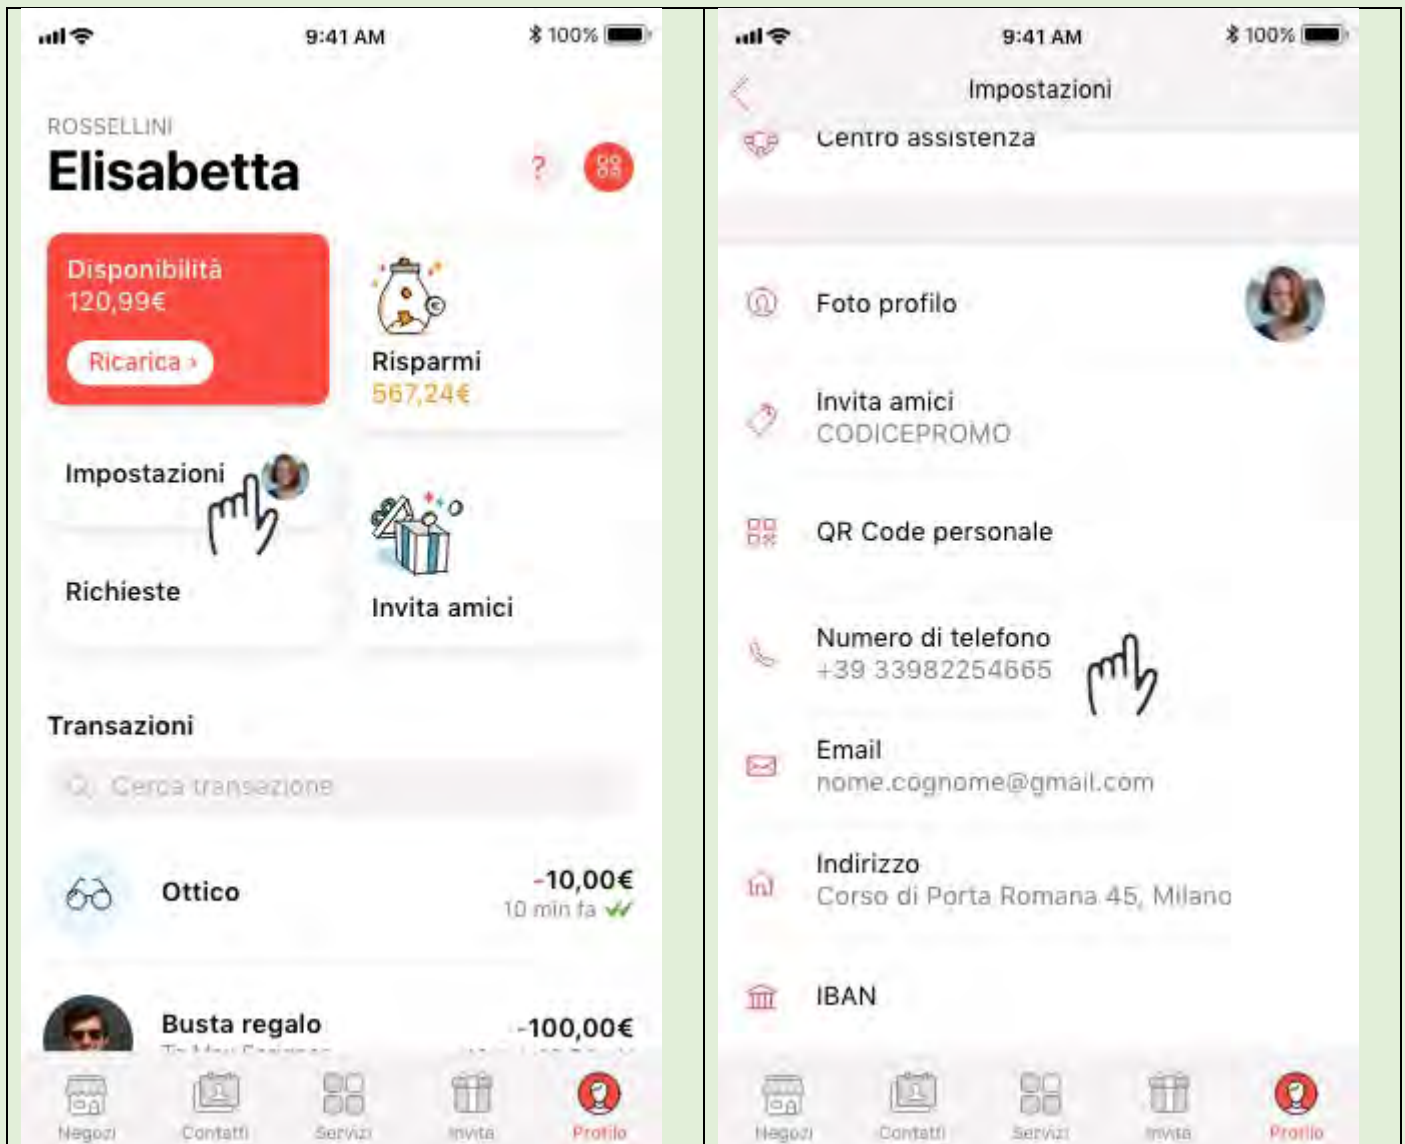 9:41 AM
100%
ROSSELLINI
Elisabetta
?
Disponibilità
120,99€
Ricarica ›
Risparmi
567,24€
Impostazioni
Richieste
Invita amici
Transazioni
Cerca transazione
Ottico
-10,00€
10 min fa
Busta regalo
-100,00€
Negozi
Contatti
Servizi
Invita
Profilo
9:41 AM
100%
Impostazioni
Centro assistenza
Foto profilo
Invita amici
CODICEPROMO
QR Code personale
Numero di telefono
+39 33982254665
Email
nome.cognome@gmail.com
Indirizzo
Corso di Porta Romana 45, Milano
IBAN
Negozi
Contatti
Servizi
Invita
Profilo